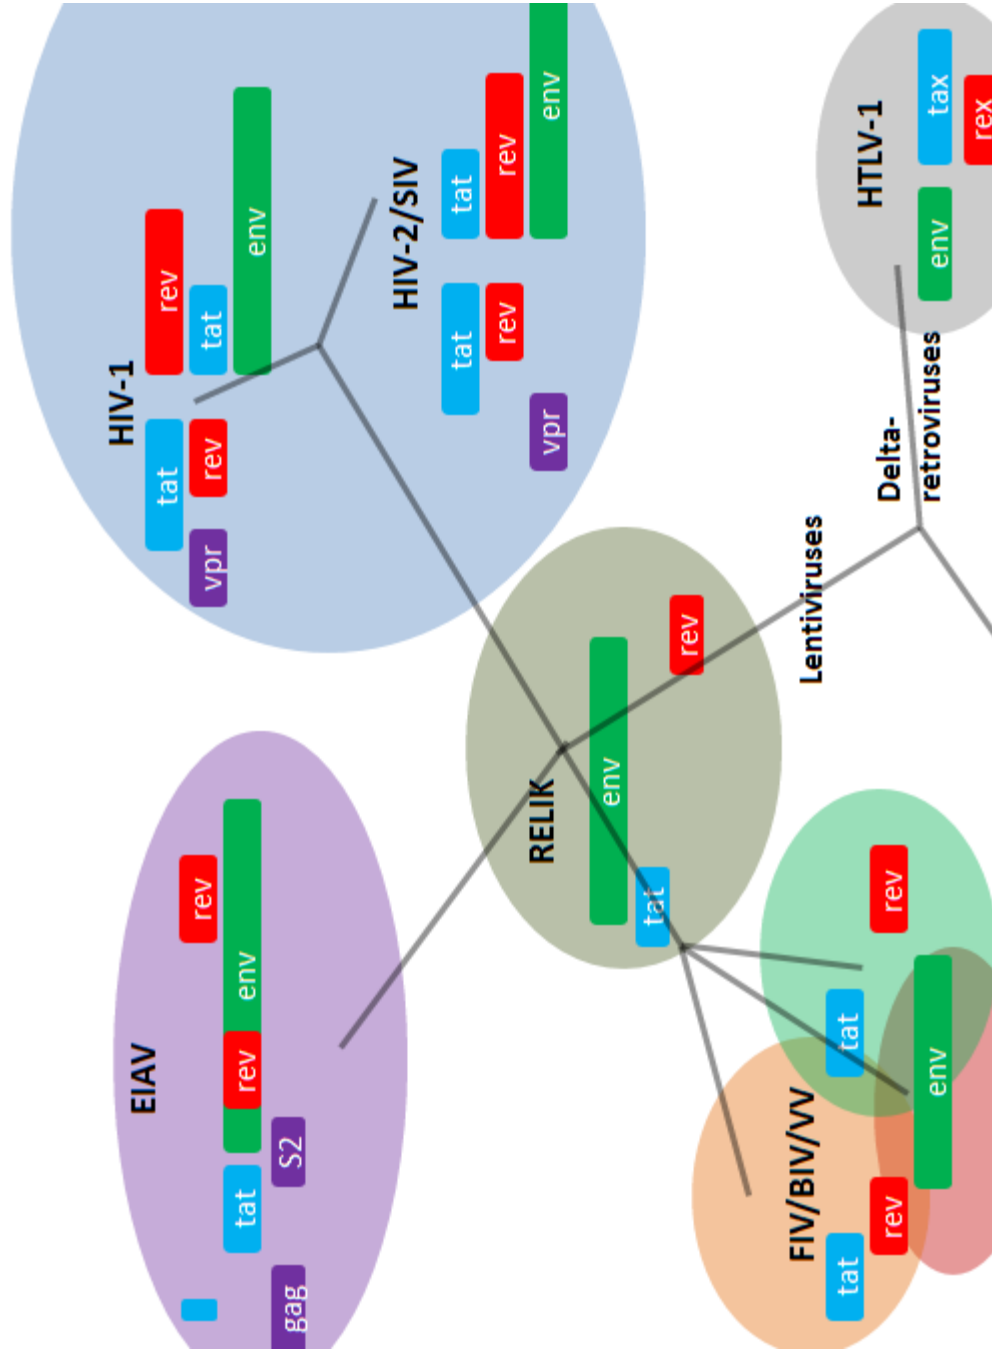 EIAV
rev
tat rev env
gag S2
HIV-1
tat rev
vpr rev tat
env
HIV-2/SIV
tat tat
rev rev
vpr env
RELIK
env
tat
rev
Lentiviruses
FIV/BIV/VV
tat tat
rev rev
env
Delta-
retroviruses
HTLV-1
env tax
rex